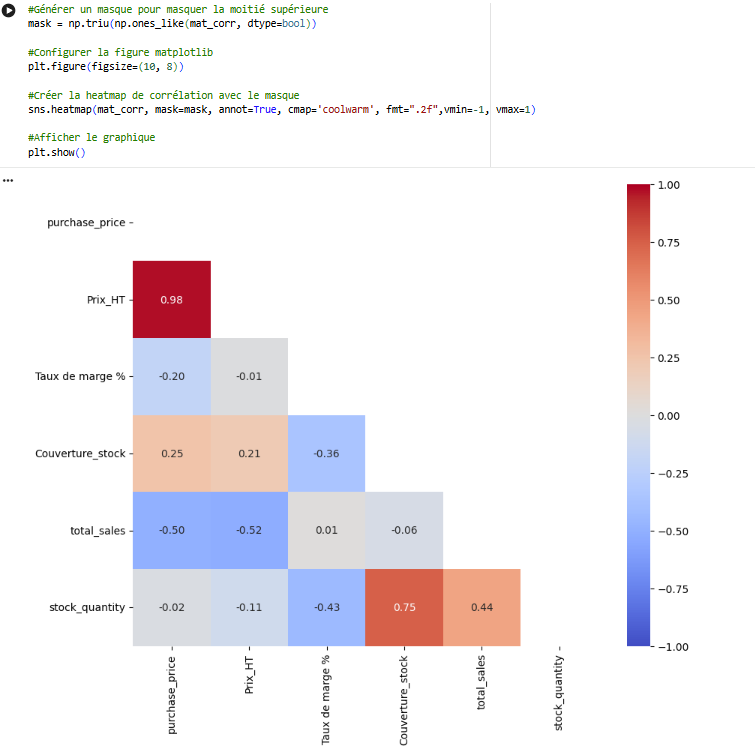 #Générer un masque pour masquer la moitié supérieure
mask = np.triu(np.ones_like(mat_corr, dtype=bool))
#Configurer la figure matplotlib
plt.figure(figsize=(10, 8))
#Créer la heatmap de corrélation avec le masque
sns.heatmap(mat_corr, mask=mask, annot=True, cmap='coolwarm', fmt=".2f",vmin=-1, vmax=1)
#Afficher le graphique
plt.show()
purchase_price
Prix_HT 0.98
Taux de marge % -0.20 -0.01
Couverture_stock 0.25 0.21 -0.36
total_sales -0.50 -0.52 0.01 -0.06
stock_quantity -0.02 -0.11 -0.43 0.75 0.44
purchase_price
Prix_HT
Taux de marge %
Couverture_stock
total_sales
stock_quantity
1.00
0.75
0.50
0.25
0.00
−0.25
−0.50
−0.75
−1.00